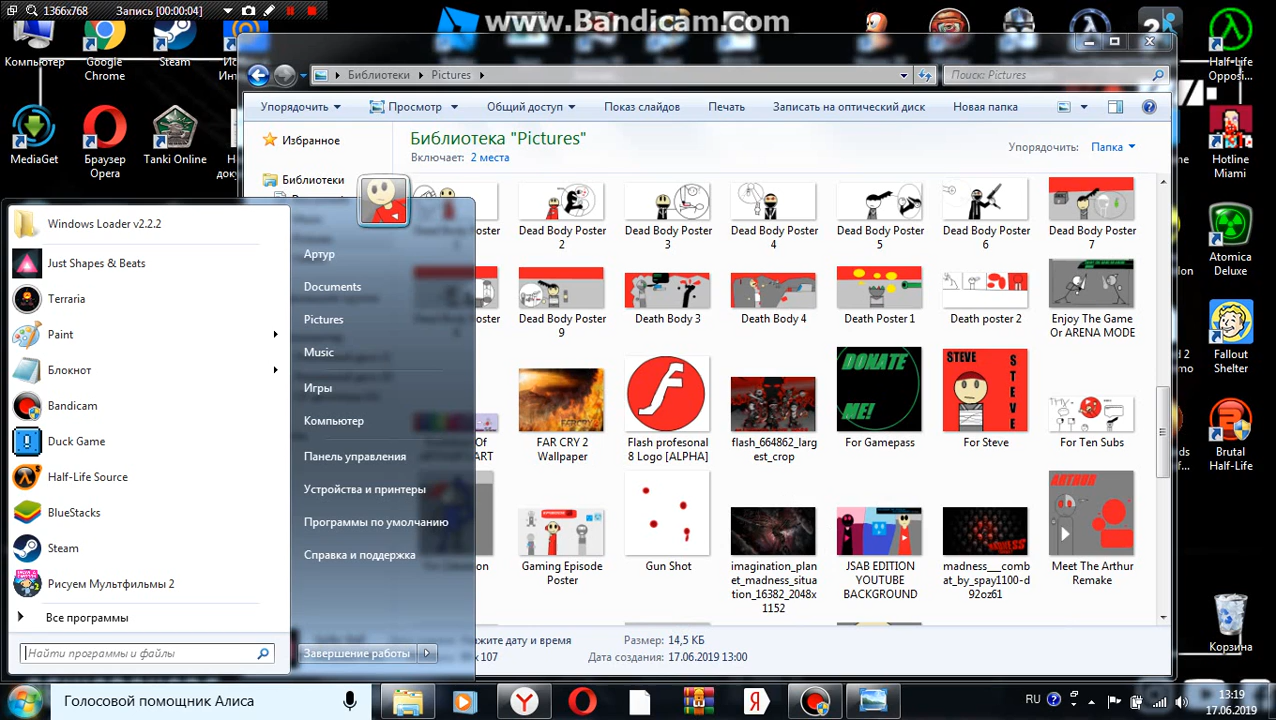 1366x768 Запись [00:00:04]
www.Bandicam.com
Компьютер
Google Chrome
Steam
MediaGet
Браузер Opera
Tanki Online
Библиотеки Pictures
Поиск: Pictures
Упорядочить Просмотр Общий доступ Показ слайдов Печать Записать на оптический диск Новая папка
Избранное
Библиотеки
Библиотека "Pictures"
Включает: 2 места
Упорядочить: Папка
Dead Body Poster 2
Dead Body Poster 3
Dead Body Poster 4
Dead Body Poster 5
Dead Body Poster 6
Dead Body Poster 7
Dead Body Poster 9
Death Body 3
Death Body 4
Death Poster 1
Death poster 2
Enjoy The Game Or ARENA MODE
DONATE ME!
STEVE
STEVE
FAR CRY 2 Wallpaper
Flash profesonal 8 Logo [ALPHA]
flash_664862_larg
est_crop
For Gamepass
For Steve
For Ten Subs
ARTHUR
Gaming Episode Poster
Gun Shot
imagination_plan
et_madness_situa
tion_16382_2048x
1152
JSAB EDITION YOUTUBE BACKGROUND
madness___comb
at_by_spay1100-d
92oz61
Meet The Arthur Remake
Размер: 14,5 КБ
Дата создания: 17.06.2019 13:00
Windows Loader v2.2.2
Just Shapes & Beats
Terraria
Paint
Блокнот
Bandicam
Duck Game
Half-Life Source
BlueStacks
Steam
Рисуем Мультфильмы 2
Все программы
Найти программы и файлы
Артур
Documents
Pictures
Music
Игры
Компьютер
Панель управления
Устройства и принтеры
Программы по умолчанию
Справка и поддержка
Завершение работы
Half-Life Opposi...
Hotline Miami
Atomica Deluxe
Fallout Shelter
Brutal Half-Life
Корзина
Голосовой помощник Алиса
RU
13:19
17.06.2019